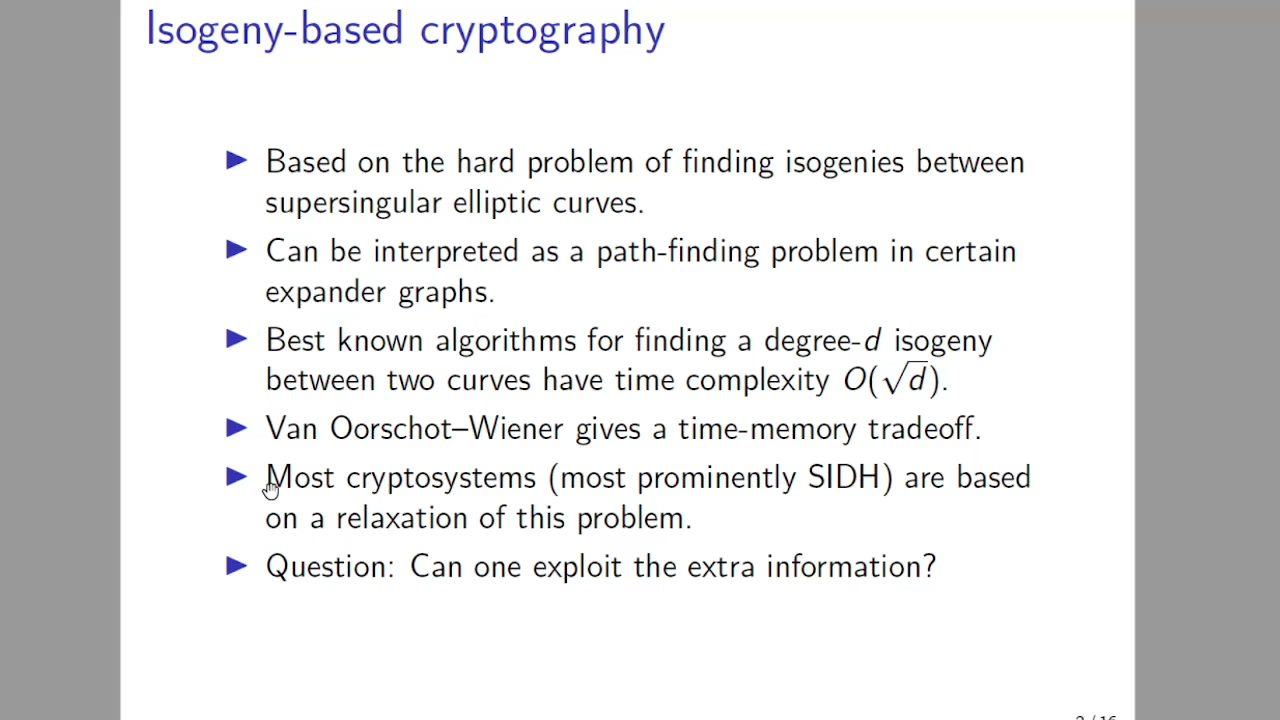 Isogeny-based cryptography
Based on the hard problem of finding isogenies between
supersingular elliptic curves.
Can be interpreted as a path-finding problem in certain
expander graphs.
Best known algorithms for finding a degree-d isogeny
between two curves have time complexity O(√d).
Van Oorschot–Wiener gives a time-memory tradeoff.
Most cryptosystems (most prominently SIDH) are based
on a relaxation of this problem.
Question: Can one exploit the extra information?